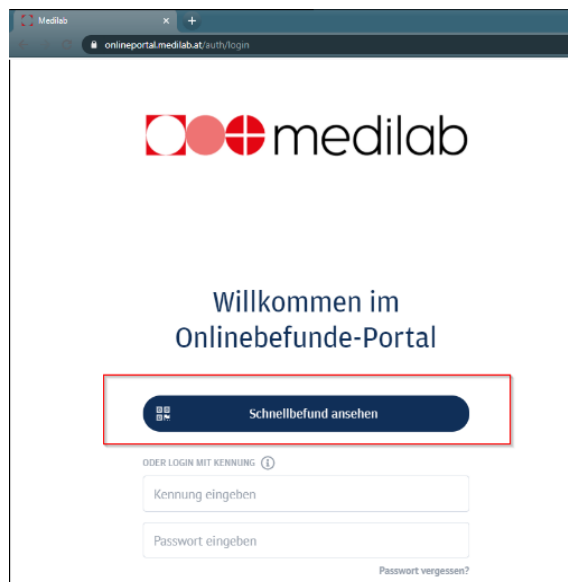 Medilab
onlineportal.medilab.at/auth/login
medilab
Willkommen im
Onlinebefunde-Portal
Schnellbefund ansehen
ODER LOGIN MIT KENNUNG
Kennung eingeben
Passwort eingeben
Passwort vergessen?